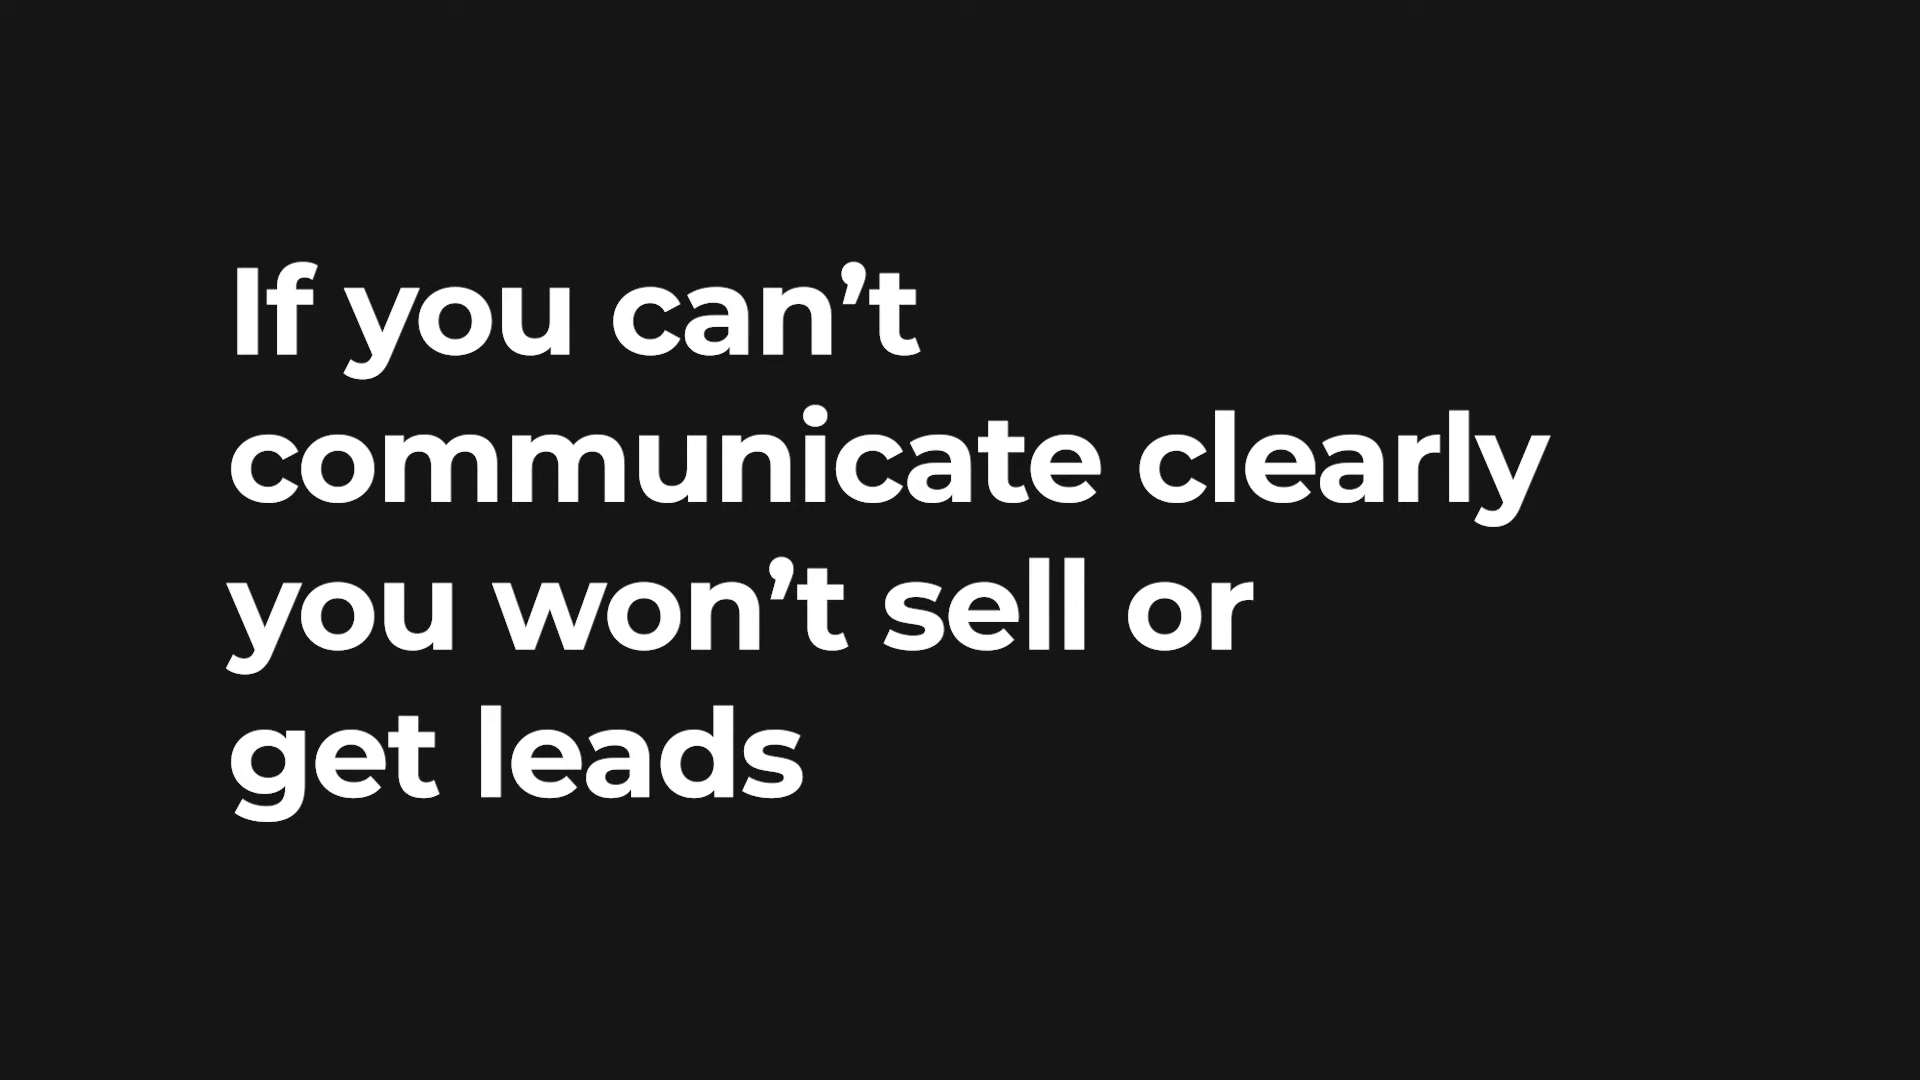 If you can’t
communicate clearly
you won’t sell or
get leads